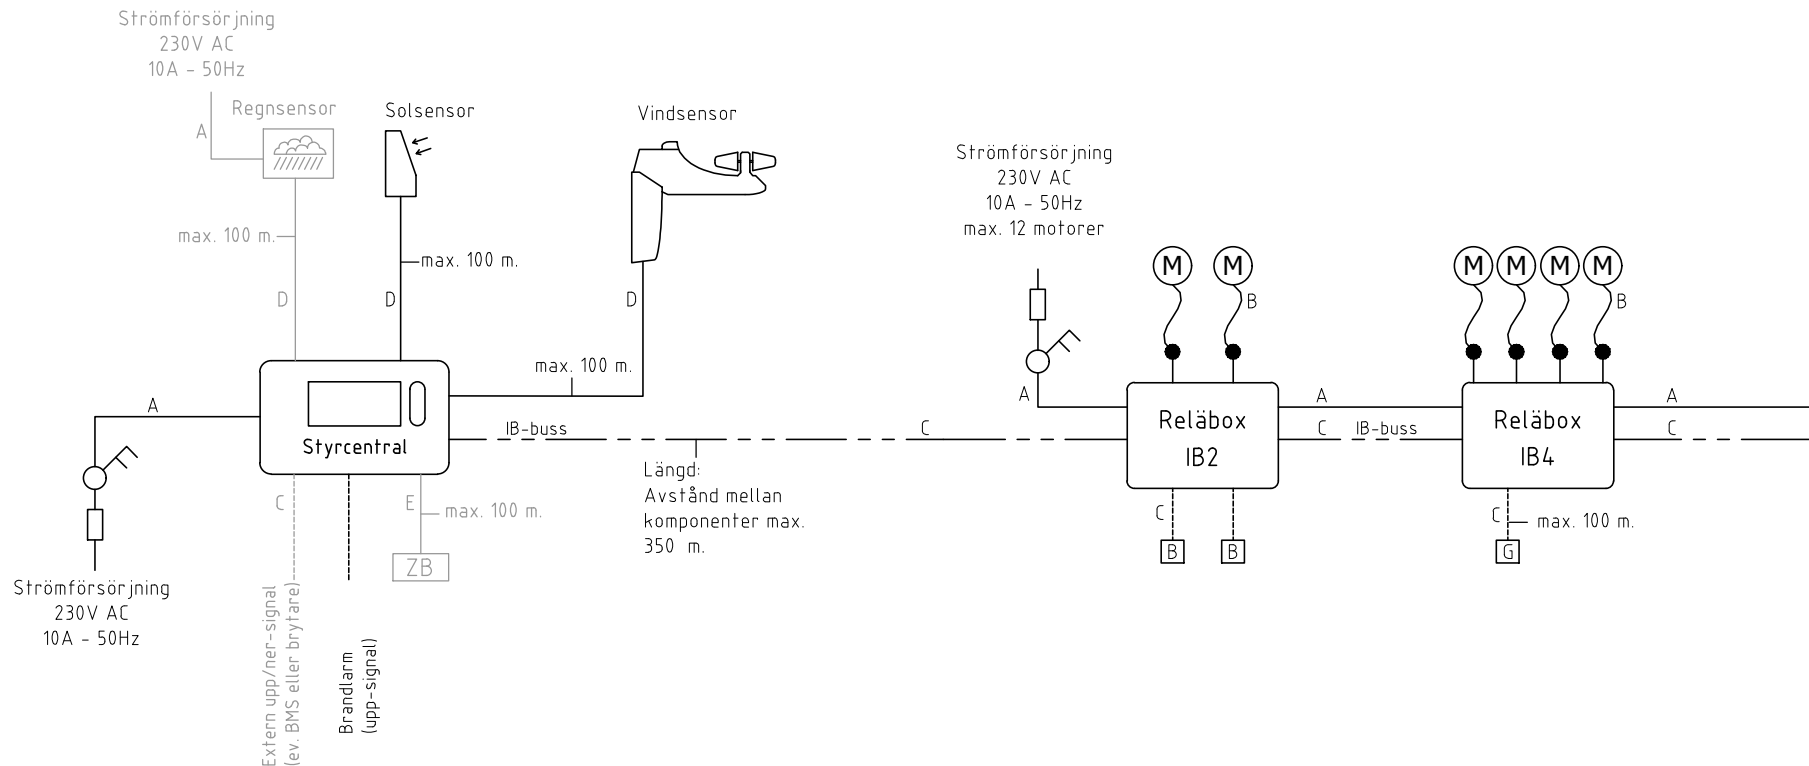 Strömförsörjning
230V AC
10A - 50Hz
A
Regnsensor
max. 100 m.
D
Solsensor
max. 100 m.
D
Vindsensor
D
max. 100 m.
A
Styrcentral
IB-buss
C
Längd:
Avstånd mellan
komponenter max.
350 m.
Strömförsörjning
230V AC
10A - 50Hz
C
Extern upp/ner-signal
(ev. BMS eller brytare)
Brandlarm
(upp-signal)
E
max. 100 m.
ZB
Strömförsörjning
230V AC
10A - 50Hz
max. 12 motorer
A
M
M
B
Reläbox
IB2
C
B
B
A
C
IB-buss
M
M
M
M
B
Reläbox
IB4
C
max. 100 m.
G
A
C